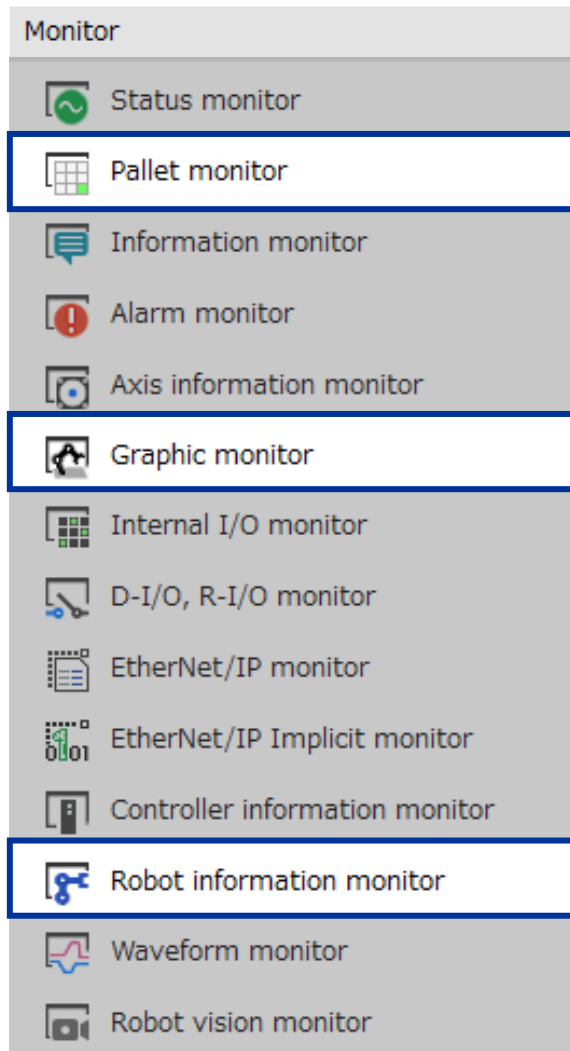 Monitor
Status monitor
Pallet monitor
Information monitor
Alarm monitor
Axis information monitor
Graphic monitor
Internal I/O monitor
D-I/O, R-I/O monitor
EtherNet/IP monitor
EtherNet/IP Implicit monitor
Controller information monitor
Robot information monitor
Waveform monitor
Robot vision monitor